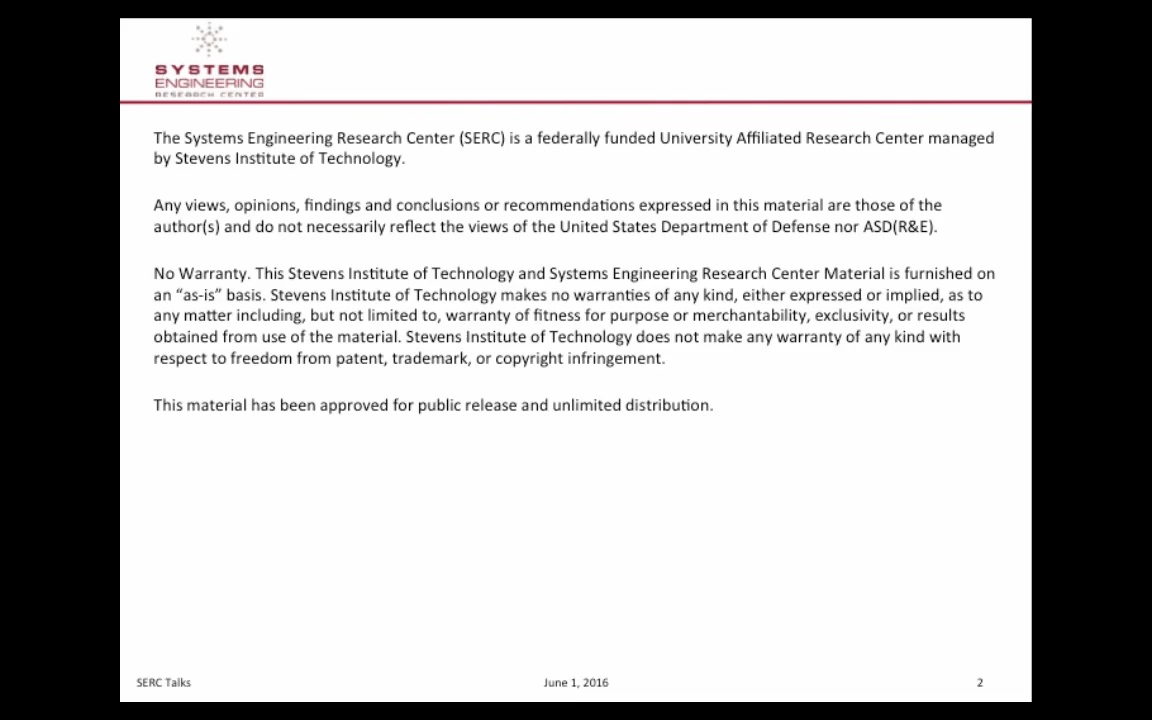 SYSTEMS
ENGINEERING
RESEARCH CENTER
The Systems Engineering Research Center (SERC) is a federally funded University Affiliated Research Center managed
by Stevens Institute of Technology.
Any views, opinions, findings and conclusions or recommendations expressed in this material are those of the
author(s) and do not necessarily reflect the views of the United States Department of Defense nor ASD(R&E).
No Warranty. This Stevens Institute of Technology and Systems Engineering Research Center Material is furnished on
an “as-is” basis. Stevens Institute of Technology makes no warranties of any kind, either expressed or implied, as to
any matter including, but not limited to, warranty of fitness for purpose or merchantability, exclusivity, or results
obtained from use of the material. Stevens Institute of Technology does not make any warranty of any kind with
respect to freedom from patent, trademark, or copyright infringement.
This material has been approved for public release and unlimited distribution.
SERC Talks
June 1, 2016
2